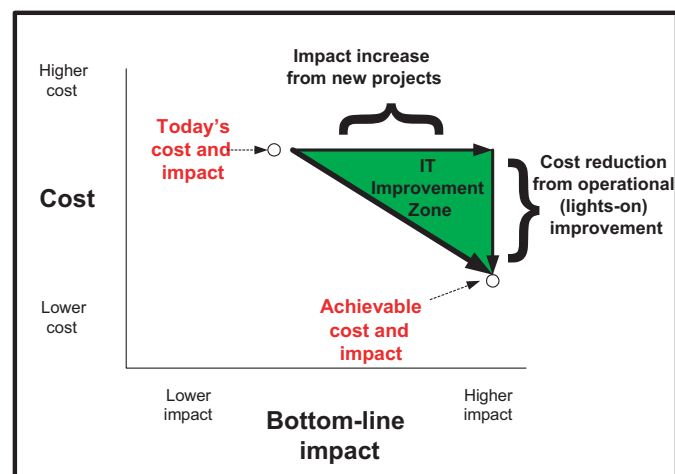 Impact increase
from new projects
Higher
cost
Today's
cost and
impact
IT
Improvement
Zone
Cost reduction
from operational
(lights-on)
improvement
Cost
Achievable
cost and
impact
Lower
cost
Lower
impact
Higher
impact
Bottom-line
impact